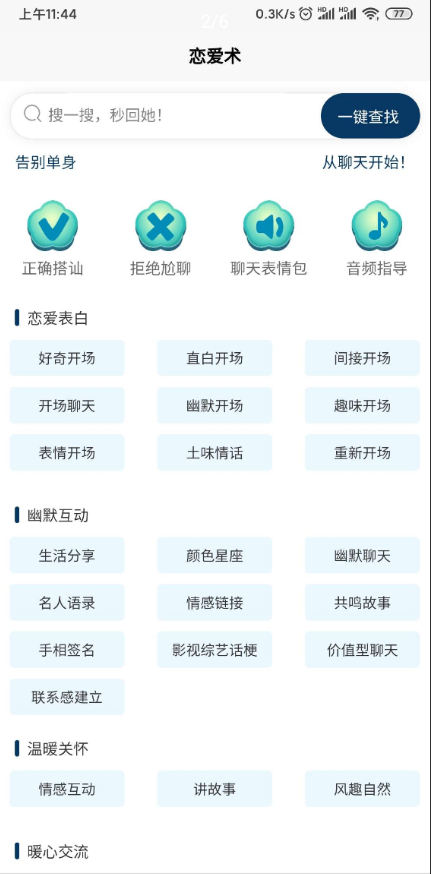 上午11:44 2/6 0.3K/s HD HD 77
恋爱术
搜一搜，秒回她！ 一键查找
告别单身 从聊天开始！
正确搭讪 拒绝尬聊 聊天表情包 音频指导
恋爱表白
好奇开场 直白开场 间接开场
开场聊天 幽默开场 趣味开场
表情开场 土味情话 重新开场
幽默互动
生活分享 颜色星座 幽默聊天
名人语录 情感链接 共鸣故事
手相签名 影视综艺话梗 价值型聊天
联系感建立
温暖关怀
情感互动 讲故事 风趣自然
暖心交流